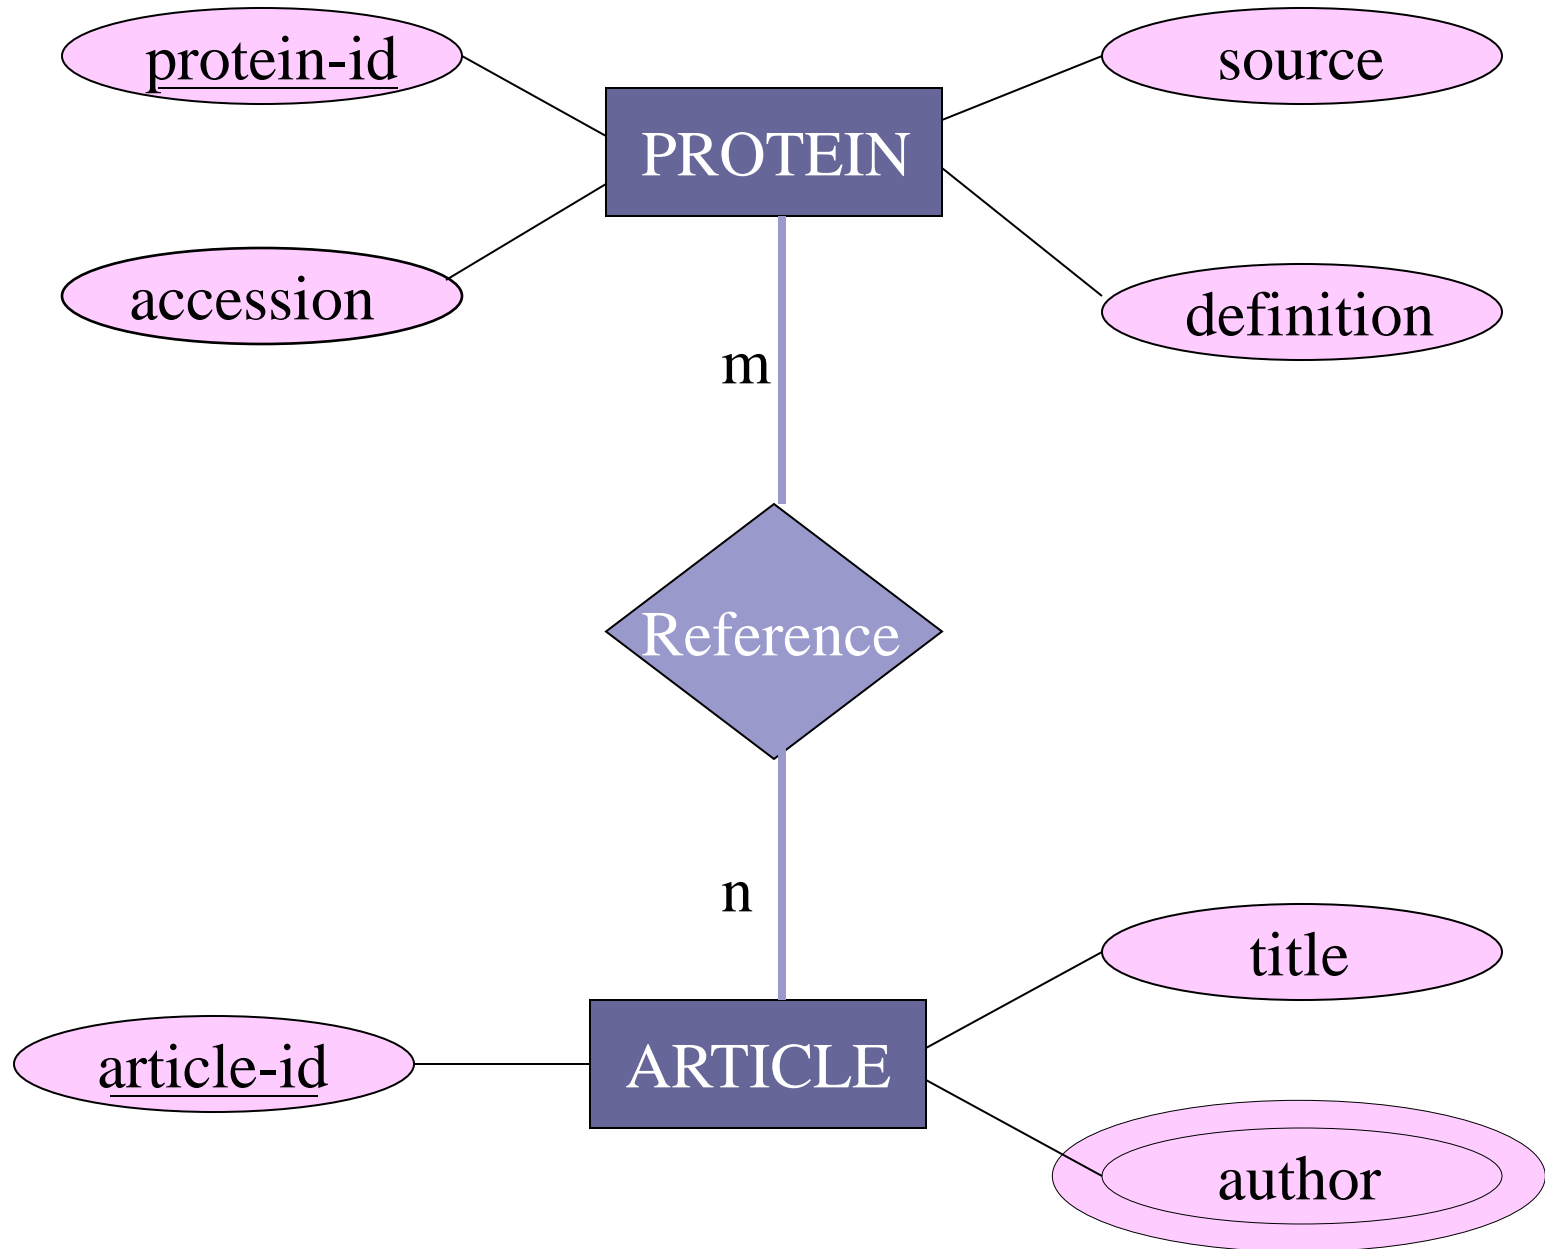 protein-id
source
PROTEIN
accession
definition
m
Reference
n
title
ARTICLE
article-id
author